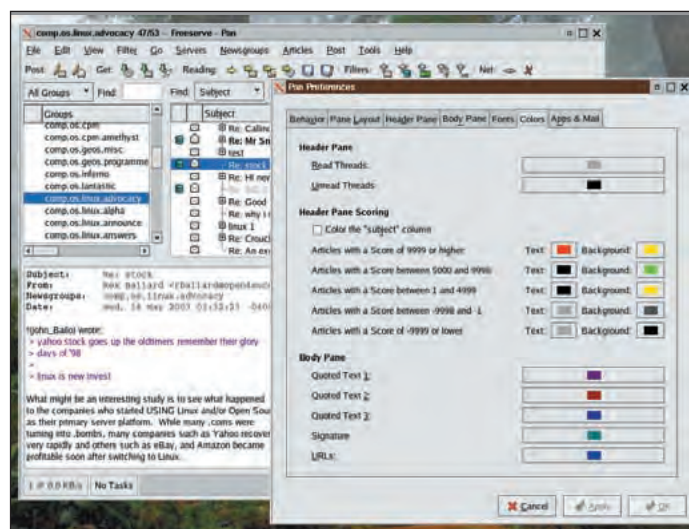 comp.os.linux.advocacy 47/53 – Freeserve – Pan
File Edit View Filter Go Servers Newsgroups Articles Post Tools Help
Post: Get: Reading: Filters: Net:
All Groups Find: Find: Subject
Groups
comp.os.cpm
comp.os.cpm.amethyst
comp.os.geos.misc
comp.os.geos.programme
comp.os.inferno
comp.os.lantastic
comp.os.linux.advocacy
comp.os.linux.alpha
comp.os.linux.announce
comp.os.linux.answers
Subject
Re: Calling
Re: Mr Sn
test
Re: stock
Re: HI nev
Re: Good
Re: why i
linux 1
Re: Crouch
Re: An ex
Subject: Re: stock
From: Rex Ballard
Newsgroups: comp.os.linux.advocacy
Date:
wrote:
> yahoo stock goes up the oldtimers remember their glory
> days of '98
>
> linux is new invest
What might be an interesting study is to see what happened
to the companies who started USING Linux and/or Open Sou
as their primary server platform. While many .coms were
turning into .bombs, many companies such as Yahoo recover
very rapidly and others such as eBay, and Amazon became
profitable soon after switching to Linux.
No Tasks
Pan Preferences
Behavior Pane Layout Header Pane Body Pane Fonts Colors Apps & Mail
Header Pane
Read Threads:
Unread Threads:
Header Pane Scoring
Color the "subject" column
Articles with a Score of 9999 or higher: Text: Background:
Articles with a Score between 5000 and 9998: Text: Background:
Articles with a Score between 1 and 4999: Text: Background:
Articles with a Score between -9998 and -1: Text: Background:
Articles with a Score of -9999 or lower: Text: Background:
Body Pane
Quoted Text 1:
Quoted Text 2:
Quoted Text 3:
Signature
URLs:
Cancel Apply OK